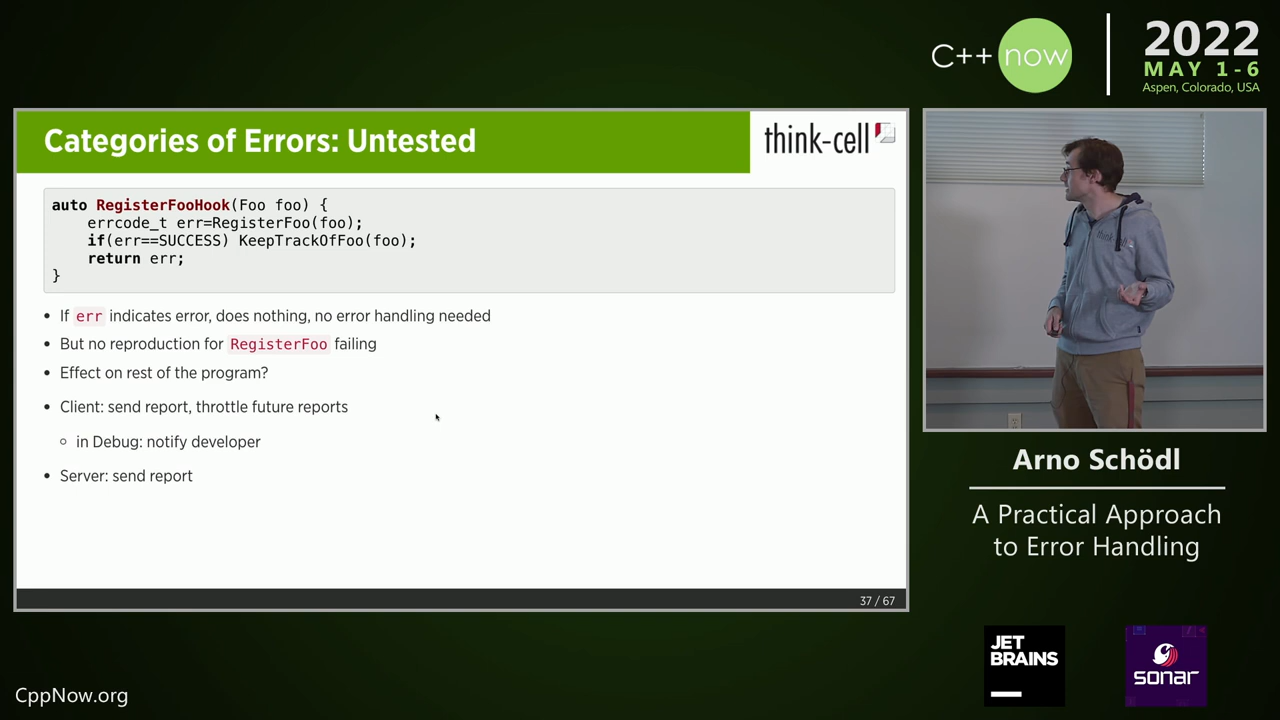 C++ now
2022
MAY 1-6
Aspen, Colorado, USA
Categories of Errors: Untested
think-cell
auto RegisterFooHook(Foo foo) {
    errcode_t err=RegisterFoo(foo);
    if(err==SUCCESS) KeepTrackOfFoo(foo);
    return err;
}
• If err indicates error, does nothing, no error handling needed
• But no reproduction for RegisterFoo failing
• Effect on rest of the program?
• Client: send report, throttle future reports
◦ in Debug: notify developer
• Server: send report
37 / 67
Arno Schödl
A Practical Approach
to Error Handling
JET
BRAINS
sonar
CppNow.org